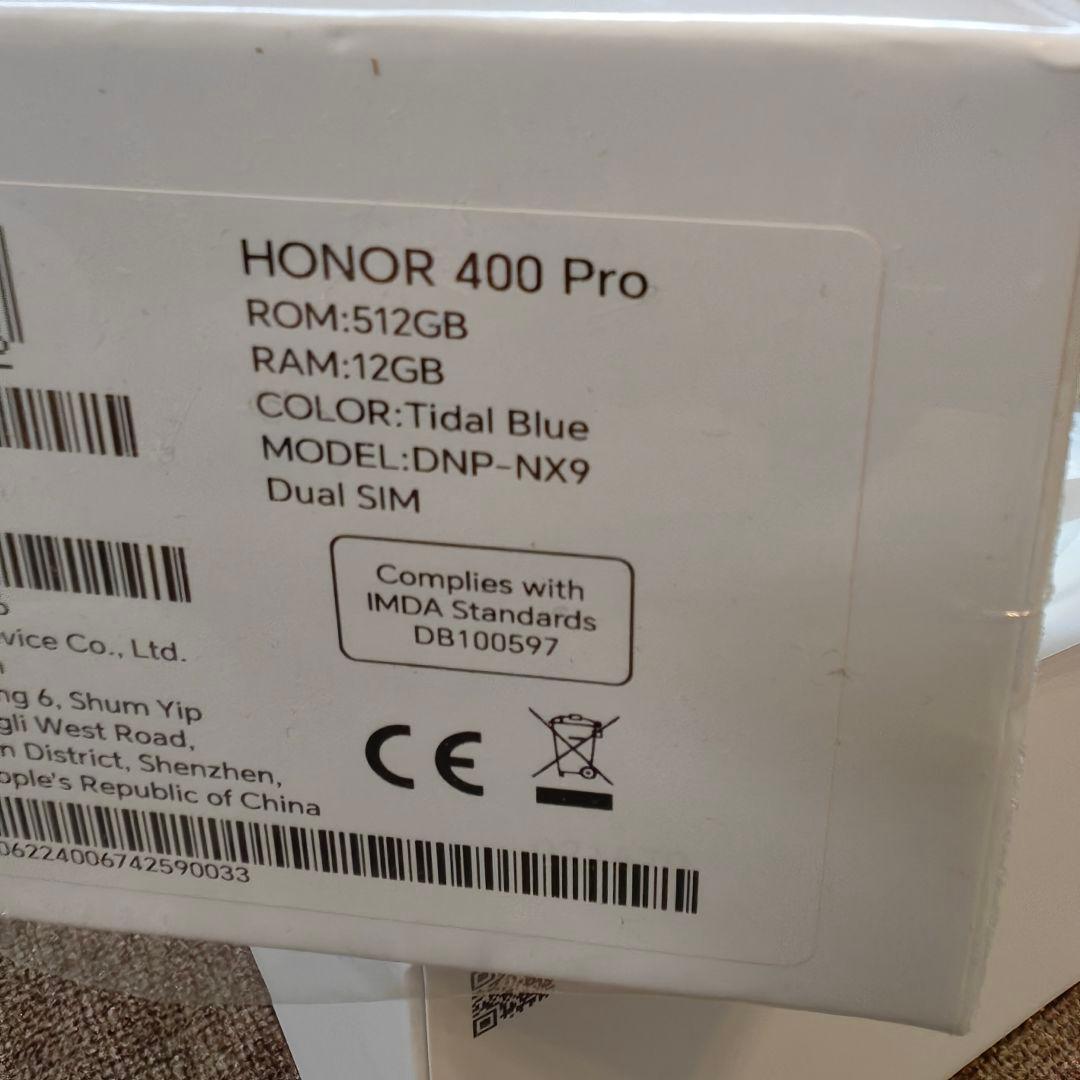 HONOR 400 Pro
ROM:512GB
RAM:12GB
COLOR:Tidal Blue
MODEL:DNP-NX9
Dual SIM
Complies with
IMDA Standards
DB100597
CE
vice Co., Ltd.
ng 6, Shum Yip
gli West Road,
n District, Shenzhen,
ople's Republic of China
06224006742590033